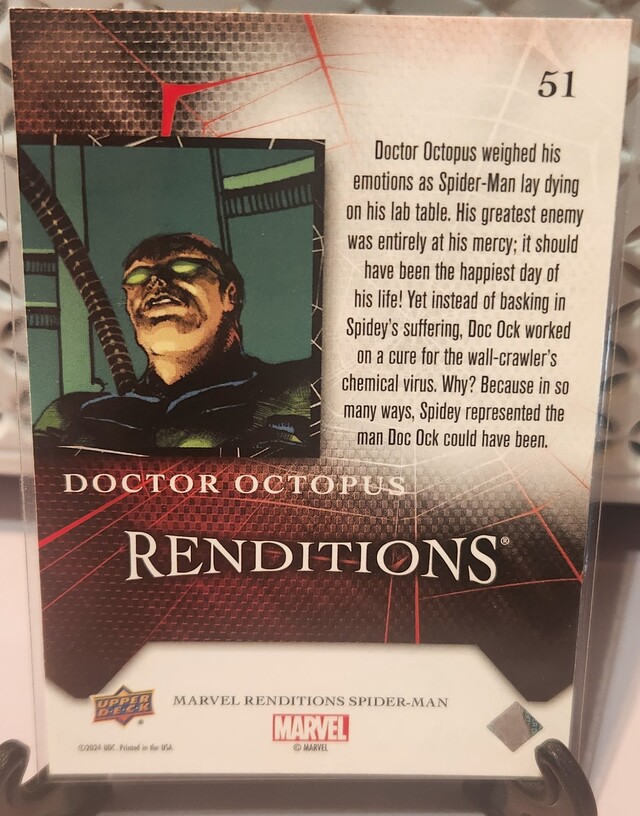 51
Doctor Octopus weighed his
emotions as Spider-Man lay dying
on his lab table. His greatest enemy
was entirely at his mercy; it should
have been the happiest day of
his life! Yet instead of basking in
Spidey's suffering, Doc Ock worked
on a cure for the wall-crawler's
chemical virus. Why? Because in so
many ways, Spidey represented the
man Doc Ock could have been.
DOCTOR OCTOPUS
RENDITIONS®
UPPER
DECK®
MARVEL RENDITIONS SPIDER-MAN
MARVEL
©2024 UDC. Printed in the USA.
© MARVEL